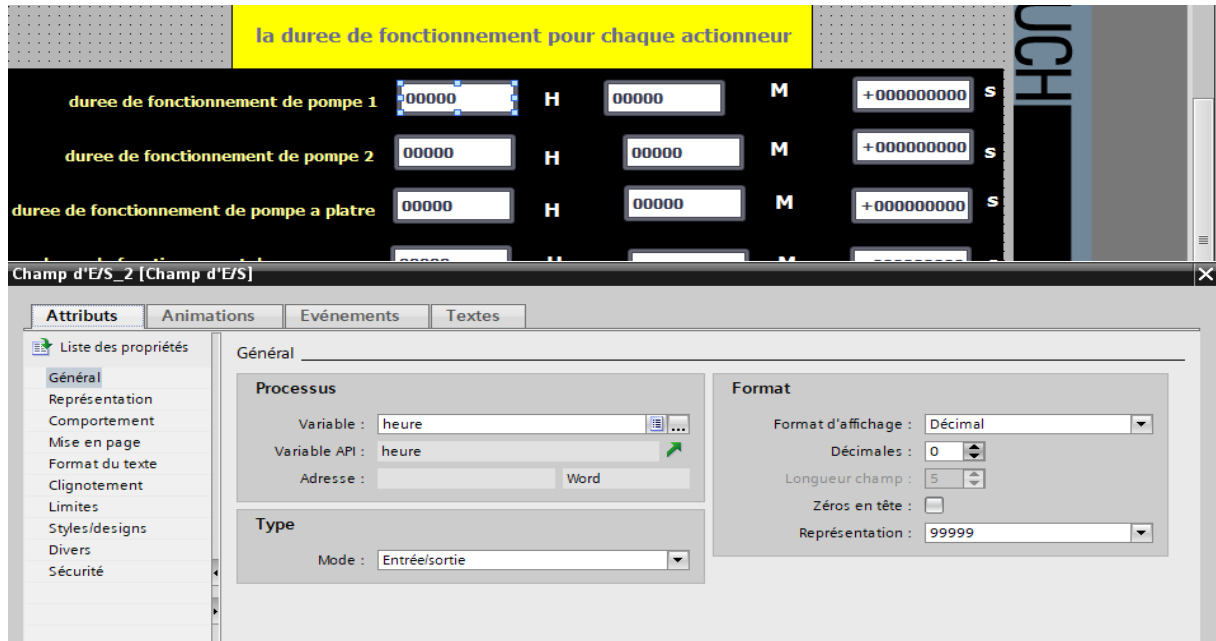 la duree de fonctionnement pour chaque actionneur
UCH
duree de fonctionnement de pompe 1 00000 H 00000 M +000000000 s
duree de fonctionnement de pompe 2 00000 H 00000 M +000000000 s
duree de fonctionnement de pompe a platre 00000 H 00000 M +000000000 s
Champ d'E/S_2 [Champ d'E/S]
Attributs Animations Evénements Textes
Liste des propriétés
Général
Représentation
Comportement
Mise en page
Format du texte
Clignotement
Limites
Styles/designs
Divers
Sécurité
Général
Processus
Variable : heure ...
Variable API : heure
Adresse : Word
Type
Mode : Entrée/sortie
Format
Format d'affichage : Décimal
Décimales : 0
Longueur champ : 5
Zéros en tête :
Représentation : 99999